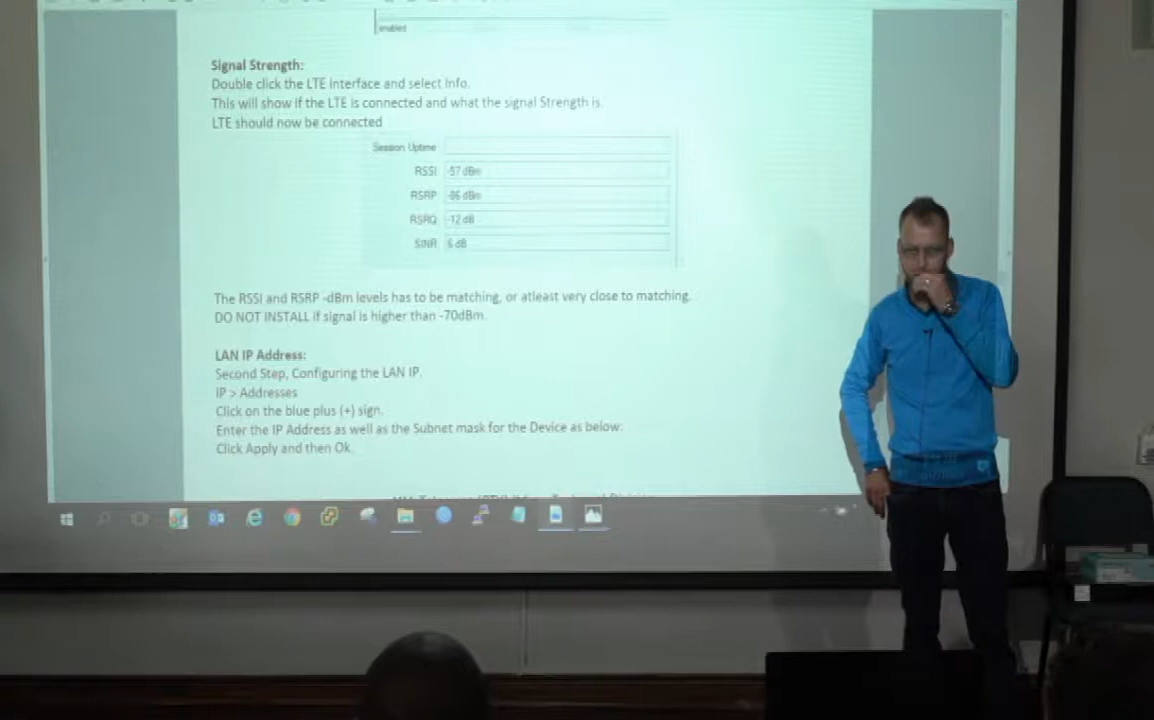 enabled
Signal Strength:
Double click the LTE Interface and select Info.
This will show if the LTE is connected and what the signal Strength is.
LTE should now be connected
Session Uptime
RSSI -57 dBm
RSRP -86 dBm
RSRQ -12 dB
SINR 6 dB
The RSSI and RSRP -dBm levels has to be matching, or atleast very close to matching.
DO NOT INSTALL if signal is higher than -70dBm.
LAN IP Address:
Second Step, Configuring the LAN IP.
IP > Addresses
Click on the blue plus (+) sign.
Enter the IP Address as well as the Subnet mask for the Device as below:
Click Apply and then Ok.